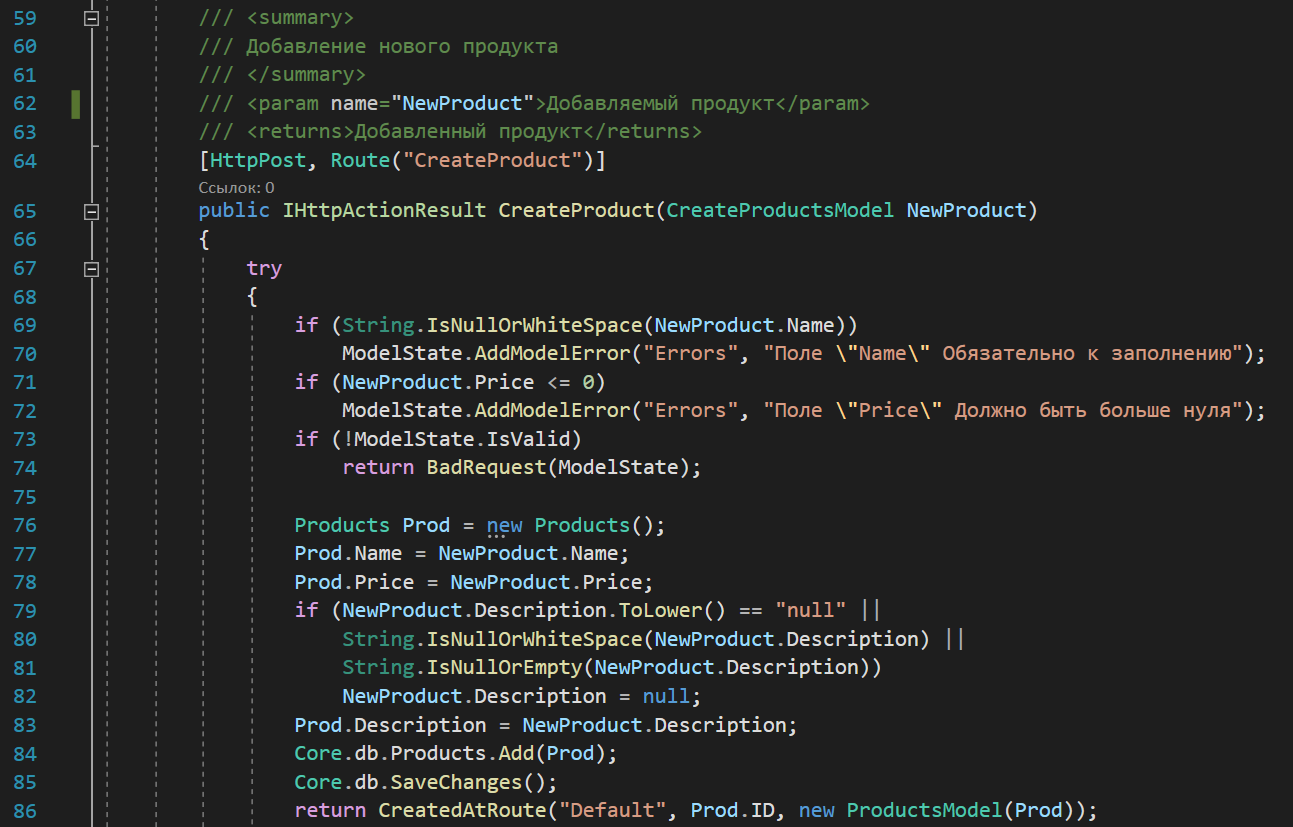 59 /// <summary>
60 /// Добавление нового продукта
61 /// </summary>
62 /// <param name="NewProduct">Добавляемый продукт</param>
63 /// <returns>Добавленный продукт</returns>
64 [HttpPost, Route("CreateProduct")]
Ссылок: 0
65 public IHttpActionResult CreateProduct(CreateProductsModel NewProduct)
66 {
67 try
68 {
69 if (String.IsNullOrWhiteSpace(NewProduct.Name))
70 ModelState.AddModelError("Errors", "Поле \"Name\" Обязательно к заполнению");
71 if (NewProduct.Price <= 0)
72 ModelState.AddModelError("Errors", "Поле \"Price\" Должно быть больше нуля");
73 if (!ModelState.IsValid)
74 return BadRequest(ModelState);
75
76 Products Prod = new Products();
77 Prod.Name = NewProduct.Name;
78 Prod.Price = NewProduct.Price;
79 if (NewProduct.Description.ToLower() == "null" ||
80 String.IsNullOrWhiteSpace(NewProduct.Description) ||
81 String.IsNullOrEmpty(NewProduct.Description))
82 NewProduct.Description = null;
83 Prod.Description = NewProduct.Description;
84 Core.db.Products.Add(Prod);
85 Core.db.SaveChanges();
86 return CreatedAtRoute("Default", Prod.ID, new ProductsModel(Prod));